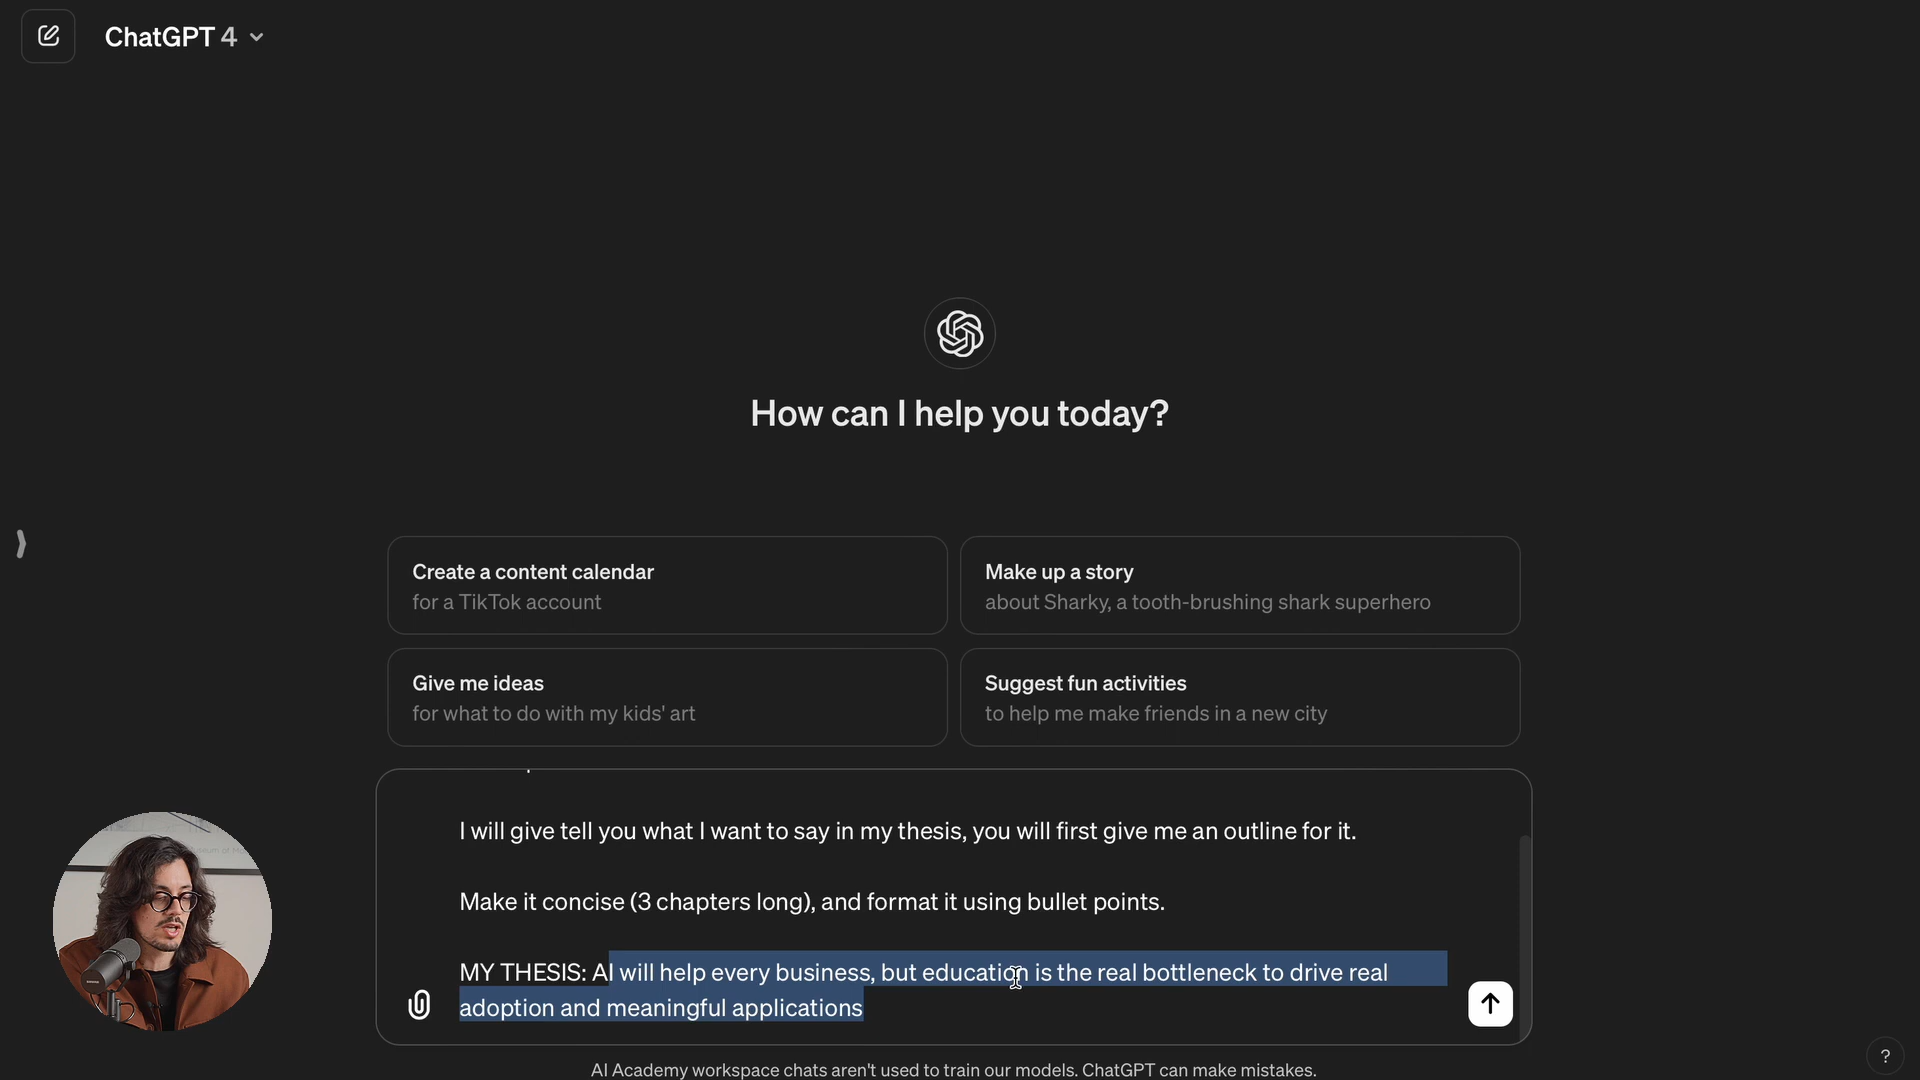 ChatGPT 4
How can I help you today?
Create a content calendar
for a TikTok account
Make up a story
about Sharky, a tooth-brushing shark superhero
Give me ideas
for what to do with my kids' art
Suggest fun activities
to help me make friends in a new city
I will give tell you what I want to say in my thesis, you will first give me an outline for it.
Make it concise (3 chapters long), and format it using bullet points.
MY THESIS: AI will help every business, but education is the real bottleneck to drive real
adoption and meaningful applications
AI Academy workspace chats aren't used to train our models. ChatGPT can make mistakes.
?